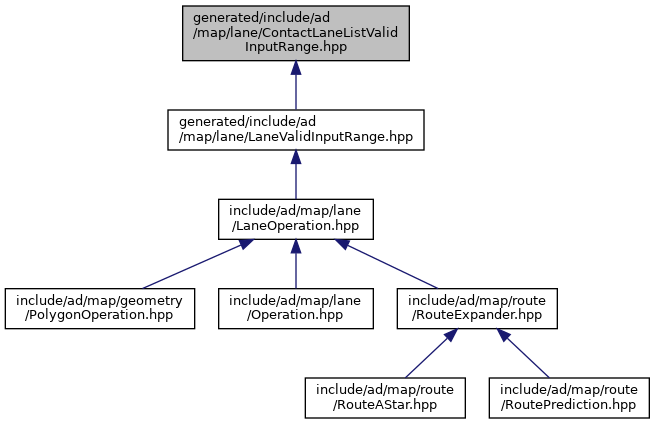 generated/include/ad
/map/lane/ContactLaneListValid
InputRange.hpp
generated/include/ad
/map/lane/LaneValidInputRange.hpp
include/ad/map/lane
/LaneOperation.hpp
include/ad/map/geometry
/PolygonOperation.hpp
include/ad/map/lane
/Operation.hpp
include/ad/map/route
/RouteExpander.hpp
include/ad/map/route
/RouteAStar.hpp
include/ad/map/route
/RoutePrediction.hpp